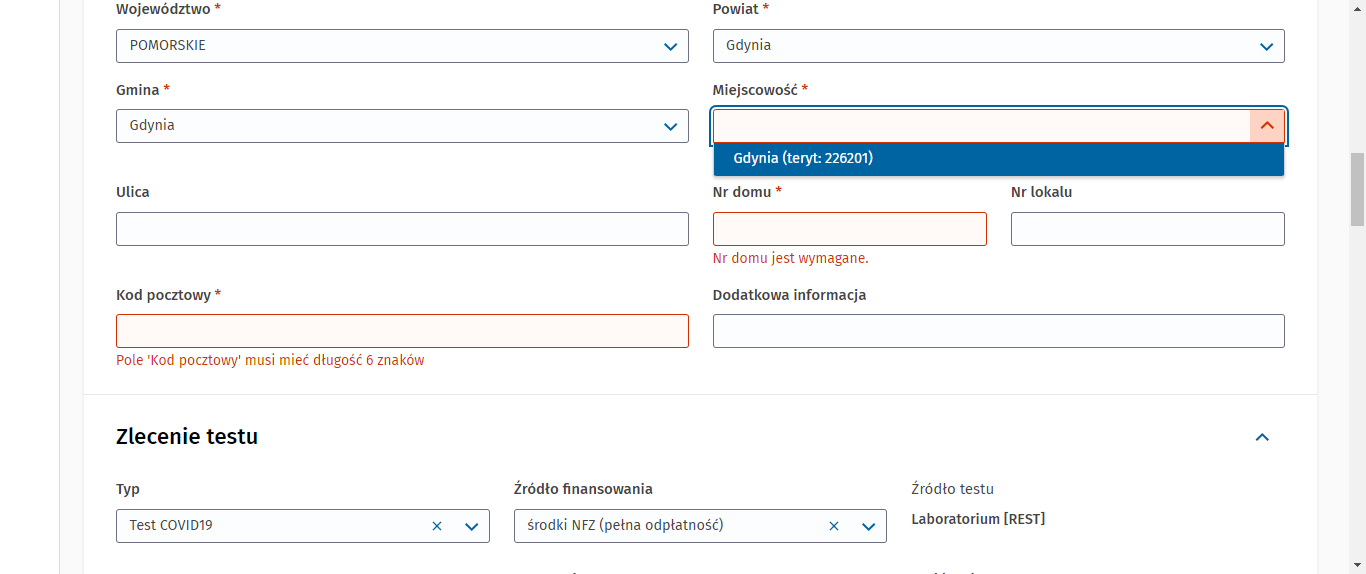 Województwo *
Powiat *
POMORSKIE
Gdynia
Gmina *
Miejscowość *
Gdynia
Gdynia (teryt: 226201)
Ulica
Nr domu *
Nr lokalu
Nr domu jest wymagane.
Kod pocztowy *
Dodatkowa informacja
Pole 'Kod pocztowy' musi mieć długość 6 znaków
Zlecenie testu
Typ
Źródło finansowania
Źródło testu
Test COVID19
środki NFZ (pełna odpłatność)
Laboratorium [REST]